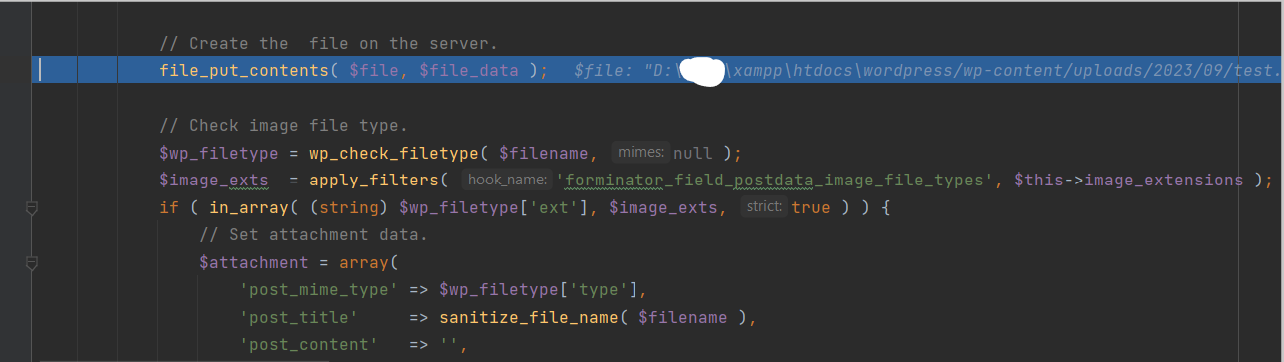 // Create the  file on the server.
file_put_contents( $file, $file_data );   $file: "D:\ \xampp\htdocs\wordpress/wp-content/uploads/2023/09/test.
// Check image file type.
$wp_filetype = wp_check_filetype( $filename, mimes: null );
$image_exts  = apply_filters( hook_name: 'forminator_field_postdata_image_file_types', $this->image_extensions );
if ( in_array( (string) $wp_filetype['ext'], $image_exts, strict: true ) ) {
// Set attachment data.
$attachment = array(
'post_mime_type' => $wp_filetype['type'],
'post_title'     => sanitize_file_name( $filename ),
'post_content'   => '',